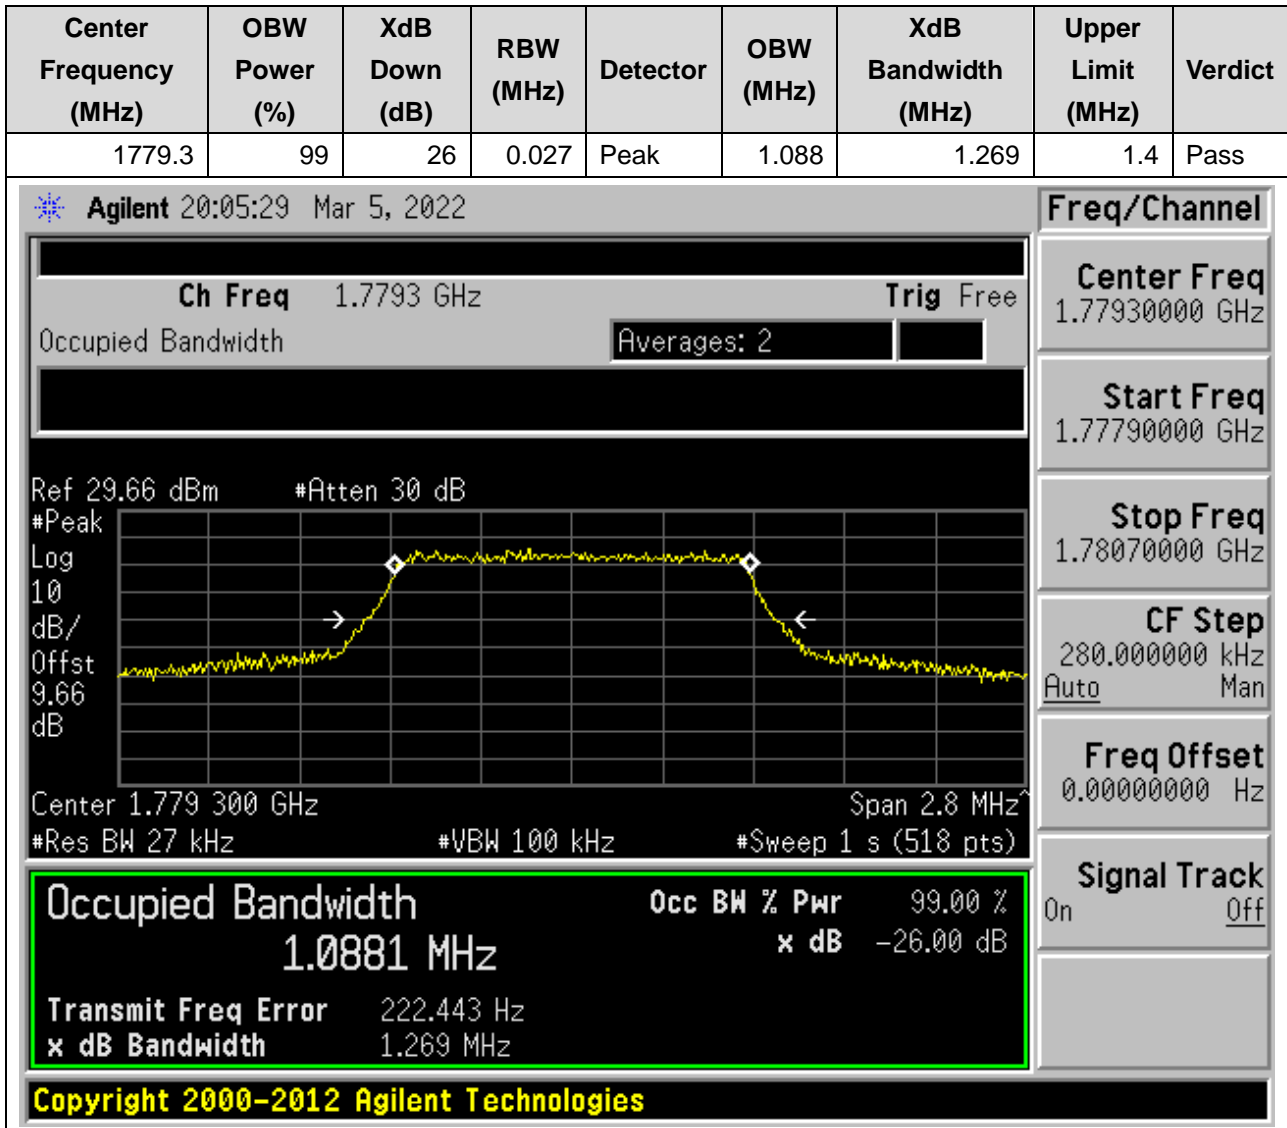 Center Frequency (MHz) OBW Power (%) XdB Down (dB) RBW (MHz) Detector OBW (MHz) XdB Bandwidth (MHz) Upper Limit (MHz) Verdict
1779.3 99 26 0.027 Peak 1.088 1.269 1.4 Pass
Agilent 20:05:29 Mar 5, 2022
Freq/Channel
Ch Freq 1.7793 GHz Trig Free
Occupied Bandwidth Averages: 2
Center Freq
1.77930000 GHz
Start Freq
1.77790000 GHz
Stop Freq
1.78070000 GHz
CF Step
280.000000 kHz
Auto Man
Freq Offset
0.00000000 Hz
Signal Track
On Off
Ref 29.66 dBm #Atten 30 dB
#Peak
Log
10
dB/
Offst
9.66
dB
Center 1.779 300 GHz Span 2.8 MHz^
#Res BW 27 kHz #VBW 100 kHz #Sweep 1 s (518 pts)
Occupied Bandwidth Occ BW % Pwr 99.00 %
1.0881 MHz x dB -26.00 dB
Transmit Freq Error 222.443 Hz
x dB Bandwidth 1.269 MHz
Copyright 2000-2012 Agilent Technologies